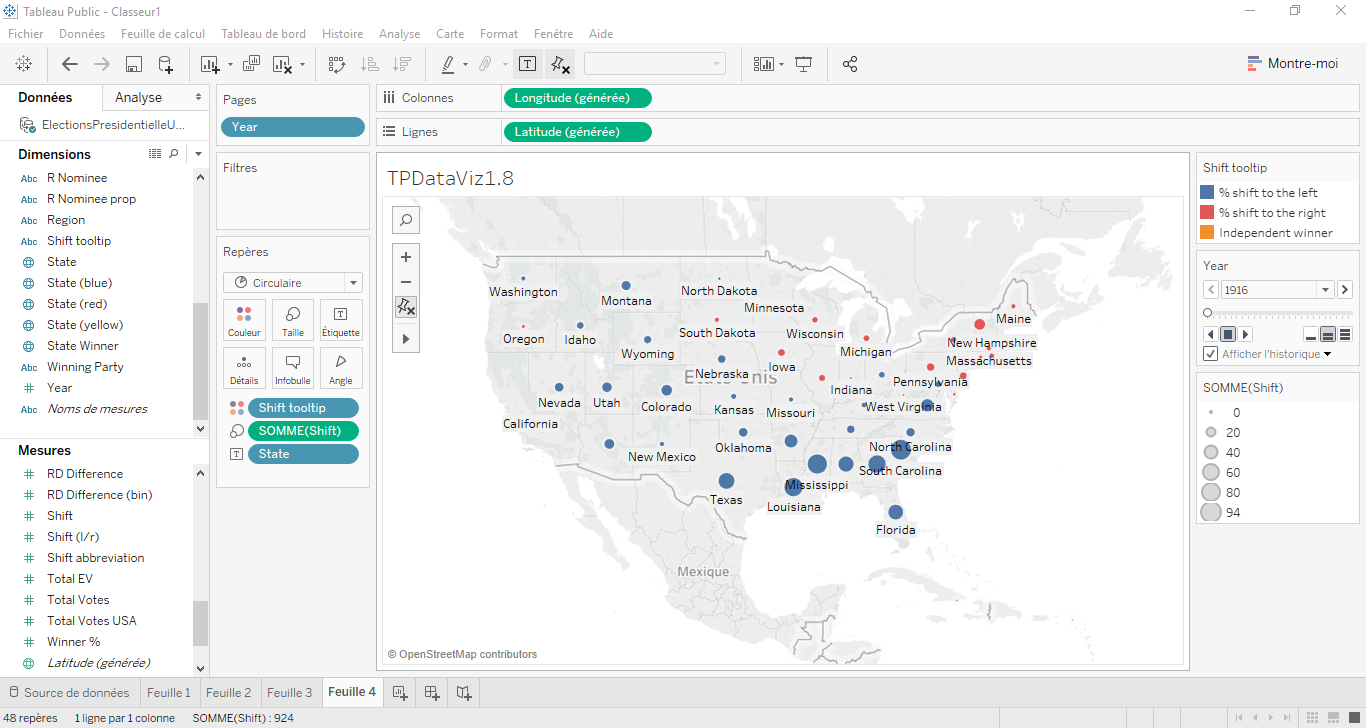 Tableau Public - Classeur1
Fichier Données Feuille de calcul Tableau de bord Histoire Analyse Carte Format Fenêtre Aide
Montre-moi
Données Analyse
ElectionsPresidentielleU...
Dimensions
Abc R Nominee
Abc R Nominee prop
Abc Region
Abc Shift tooltip
State
State (blue)
State (red)
State (yellow)
State Winner
Abc Winning Party
Year
Abc Noms de mesures
Mesures
RD Difference
RD Difference (bin)
Shift
Shift (l/r)
Shift abbreviation
Total EV
Total Votes
Total Votes USA
Winner %
Latitude (générée)
Pages
Year
Filtres
Repères
Circulaire
Couleur Taille Étiquette
Détails Infobulle Angle
Shift tooltip
SOMME(Shift)
State
Colonnes Longitude (générée)
Lignes Latitude (générée)
TPDataViz1.8
Washington
Montana
North Dakota
Minnesota
Maine
Oregon
Idaho
South Dakota
Wisconsin
New Hampshire
Wyoming
Michigan
Massachusetts
Nebraska
Iowa
États-Unis
Pennsylvania
Indiana
Nevada
Utah
Colorado
Kansas
Missouri
West Virginia
California
New Mexico
Oklahoma
North Carolina
South Carolina
Mississippi
Texas
Louisiana
Florida
Mexique
© OpenStreetMap contributors
Shift tooltip
% shift to the left
% shift to the right
Independent winner
Year
1916
Afficher l'historique
SOMME(Shift)
0
20
40
60
80
94
Source de données Feuille 1 Feuille 2 Feuille 3 Feuille 4
48 repères 1 ligne par 1 colonne SOMME(Shift) : 924